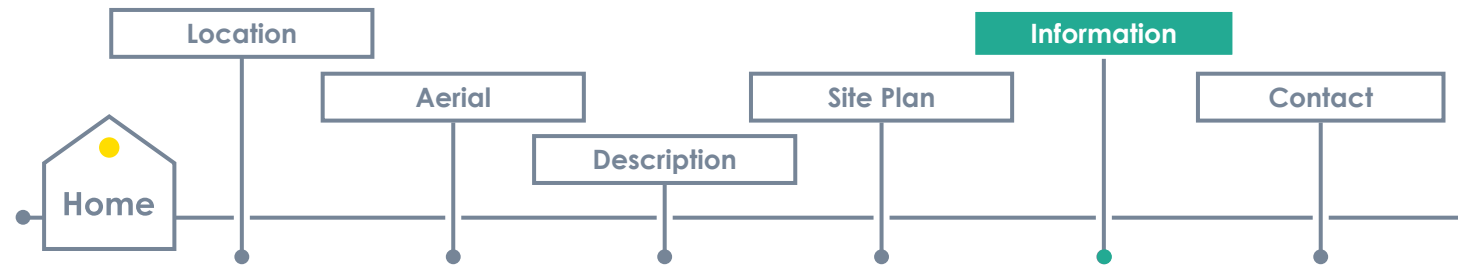 Location
Information
Aerial
Site Plan
Contact
Description
Home